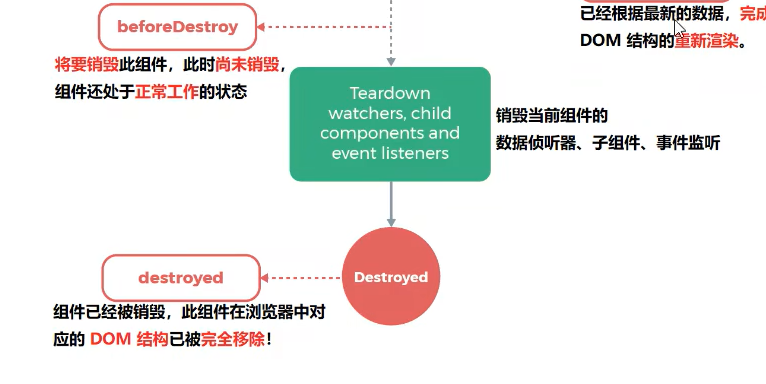 beforeDestroy
将要销毁此组件，此时尚未销毁，
组件还处于正常工作的状态
已经根据最新的数据，完成
DOM 结构的重新渲染。
Teardown
watchers, child
components and
event listeners
销毁当前组件的
数据侦听器、子组件、事件监听
destroyed
Destroyed
组件已经被销毁，此组件在浏览器中对
应的 DOM 结构已被完全移除！